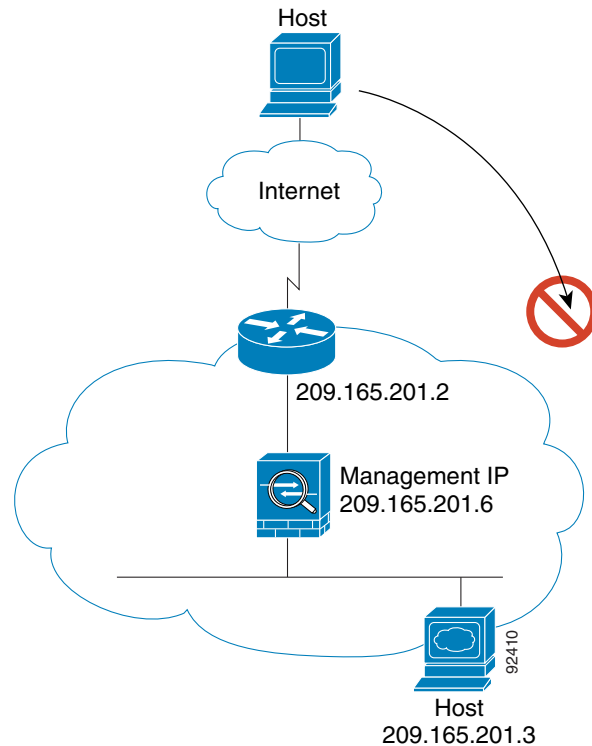 Host
Internet
209.165.201.2
Management IP
209.165.201.6
92410
Host
209.165.201.3